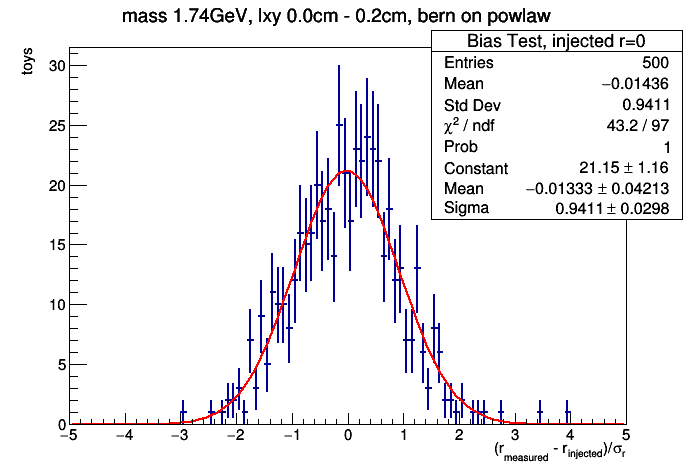 mass 1.74GeV, lxy 0.0cm - 0.2cm, bern on powlaw
Bias Test, injected r=0
Entries 500
Mean −0.01436
Std Dev 0.9411
χ² / ndf 43.2 / 97
Prob 1
Constant 21.15 ± 1.16
Mean −0.01333 ± 0.04213
Sigma 0.9411 ± 0.0298
toys
30
25
20
15
10
5
0
−5 −4 −3 −2 −1 0 1 2 3 4 5
(r_measured - r_injected)/σ_r